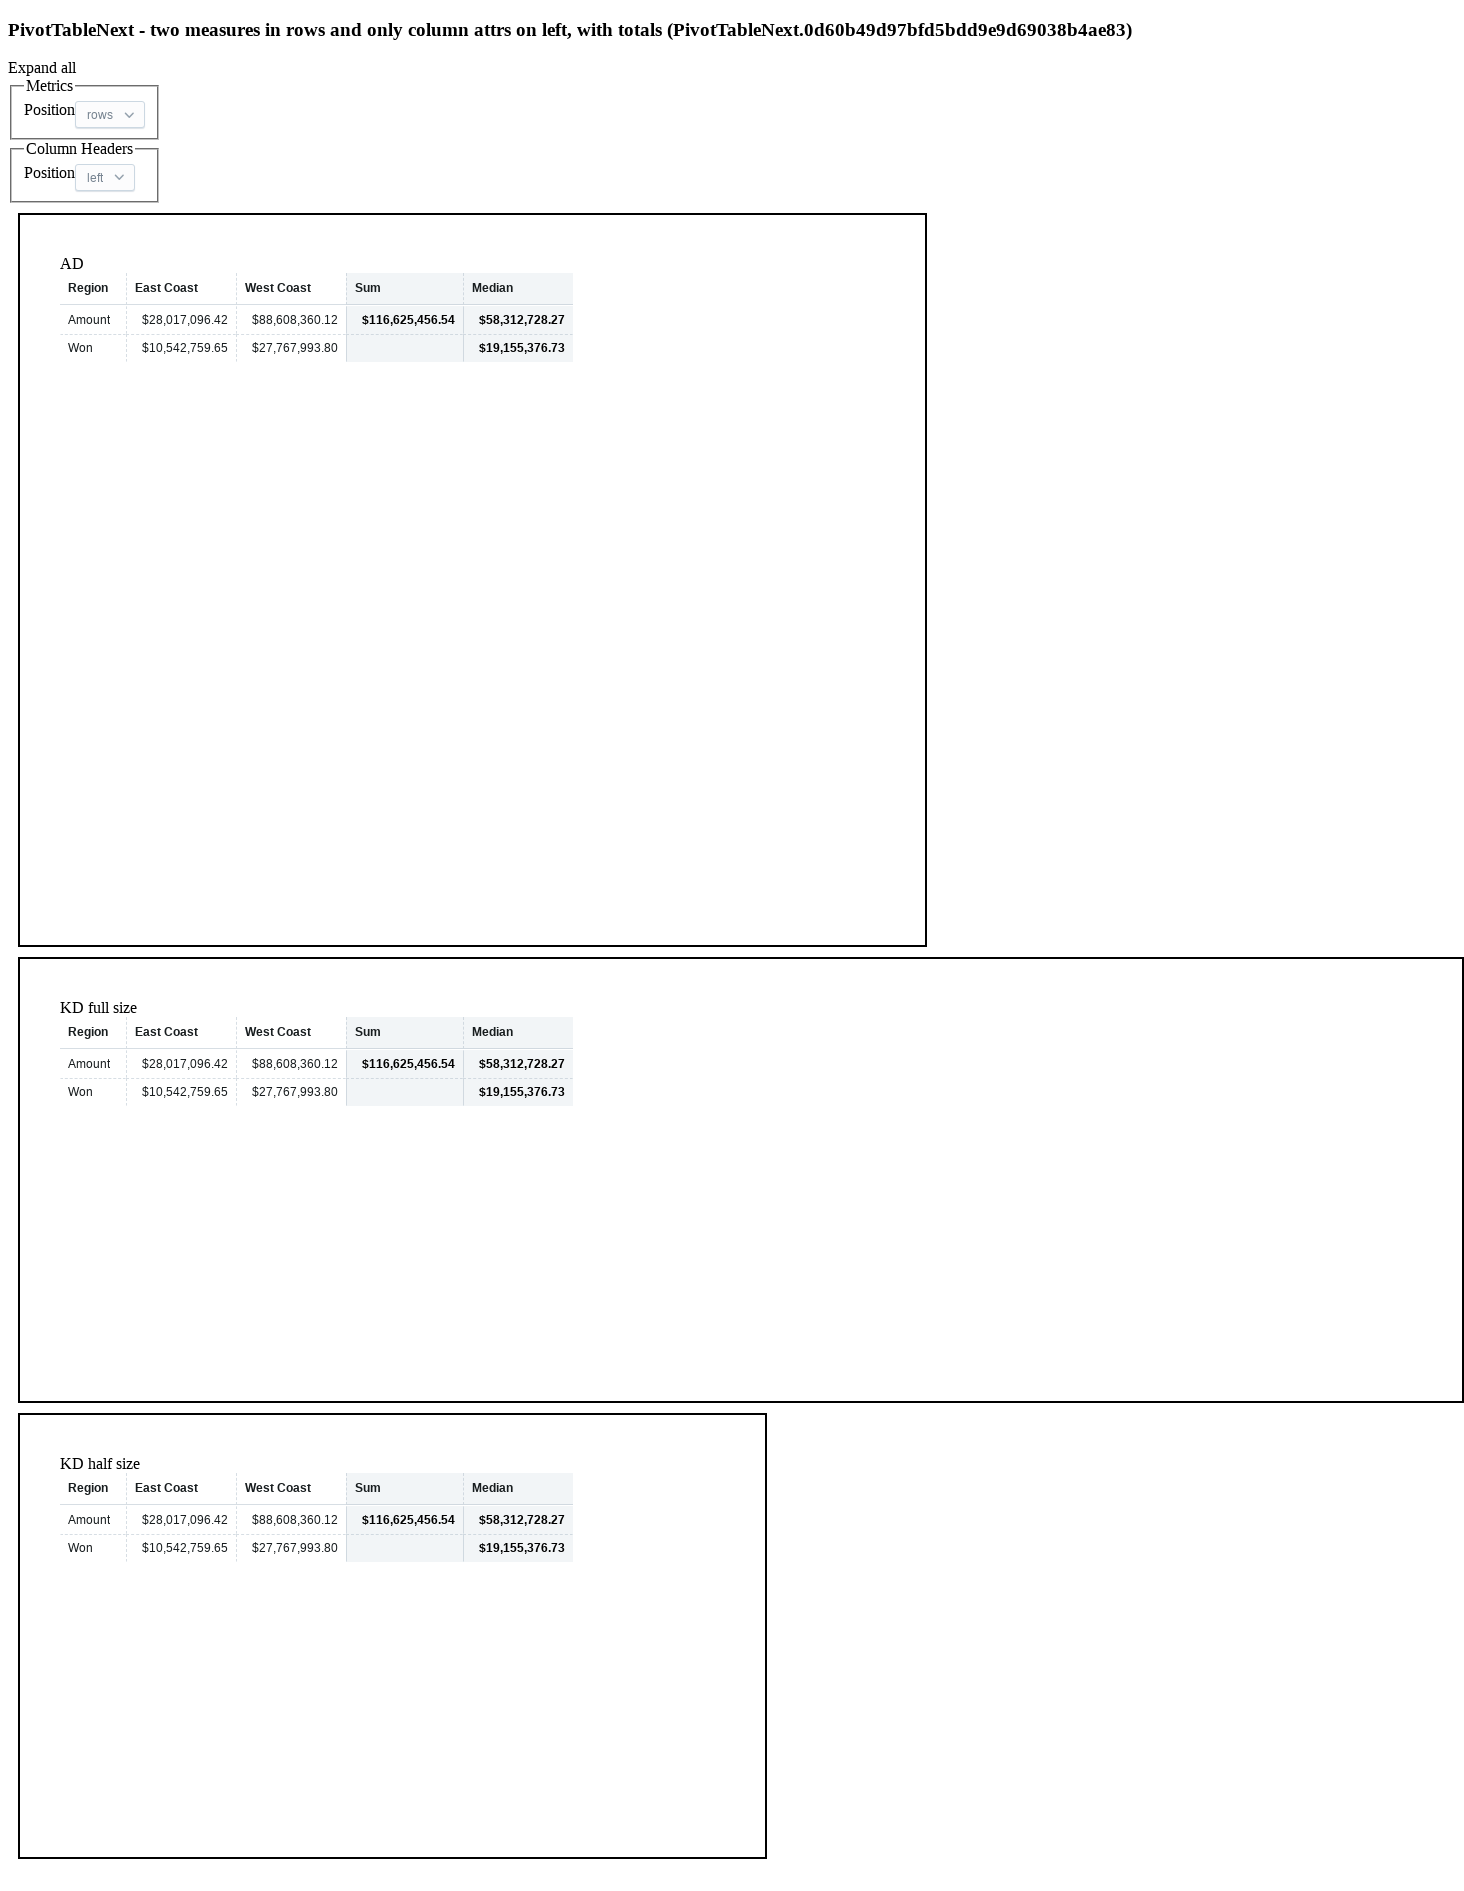 PivotTableNext - two measures in rows and only column attrs on left, with totals (PivotTableNext.0d60b49d97bfd5bdd9e9d69038b4ae83)
Expand all
Metrics
Position rows
Column Headers
Position left
AD
Region East Coast West Coast Sum Median
Amount $28,017,096.42 $88,608,360.12 $116,625,456.54 $58,312,728.27
Won $10,542,759.65 $27,767,993.80 $19,155,376.73
KD full size
Region East Coast West Coast Sum Median
Amount $28,017,096.42 $88,608,360.12 $116,625,456.54 $58,312,728.27
Won $10,542,759.65 $27,767,993.80 $19,155,376.73
KD half size
Region East Coast West Coast Sum Median
Amount $28,017,096.42 $88,608,360.12 $116,625,456.54 $58,312,728.27
Won $10,542,759.65 $27,767,993.80 $19,155,376.73